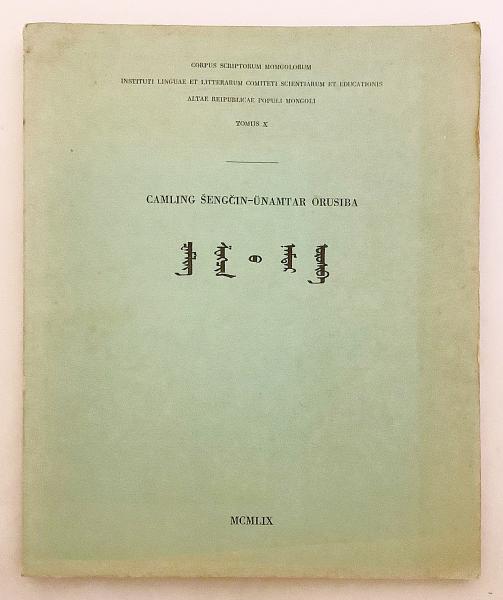 CORPUS SCRIPTORUM MOMGOLORUM
INSTITUTI LINGUAE ET LITTERARUM COMITETI SCIENTIARUM ET EDUCATIONIS
ALTAE REIPUBLICAE POPULI MONGOLI
TOMUS X
CAMLING ŠENGČIN-ÜNAMTAR ORUSIBA
MCMLIX